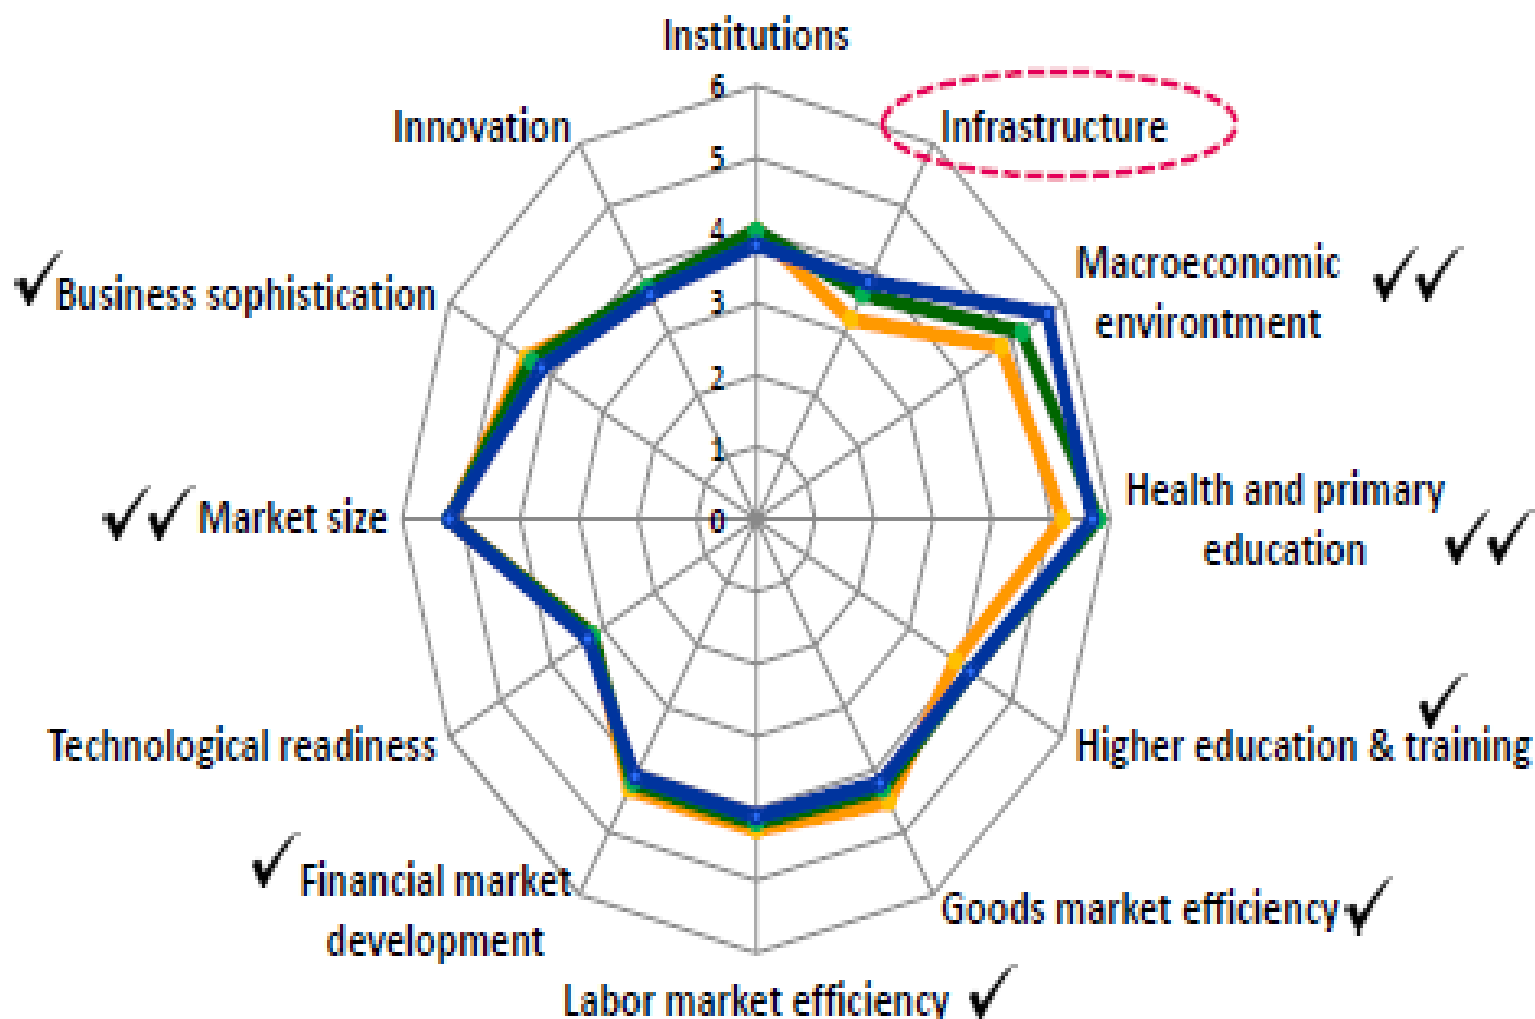 Institutions
6
Innovation
Infrastructure
5
4
Macroeconomic
environtment
Business sophistication
3
2
1
Health and primary
education
Market size
0
Technological readiness
Higher education & training
Financial market
development
Goods market efficiency
Labor market efficiency